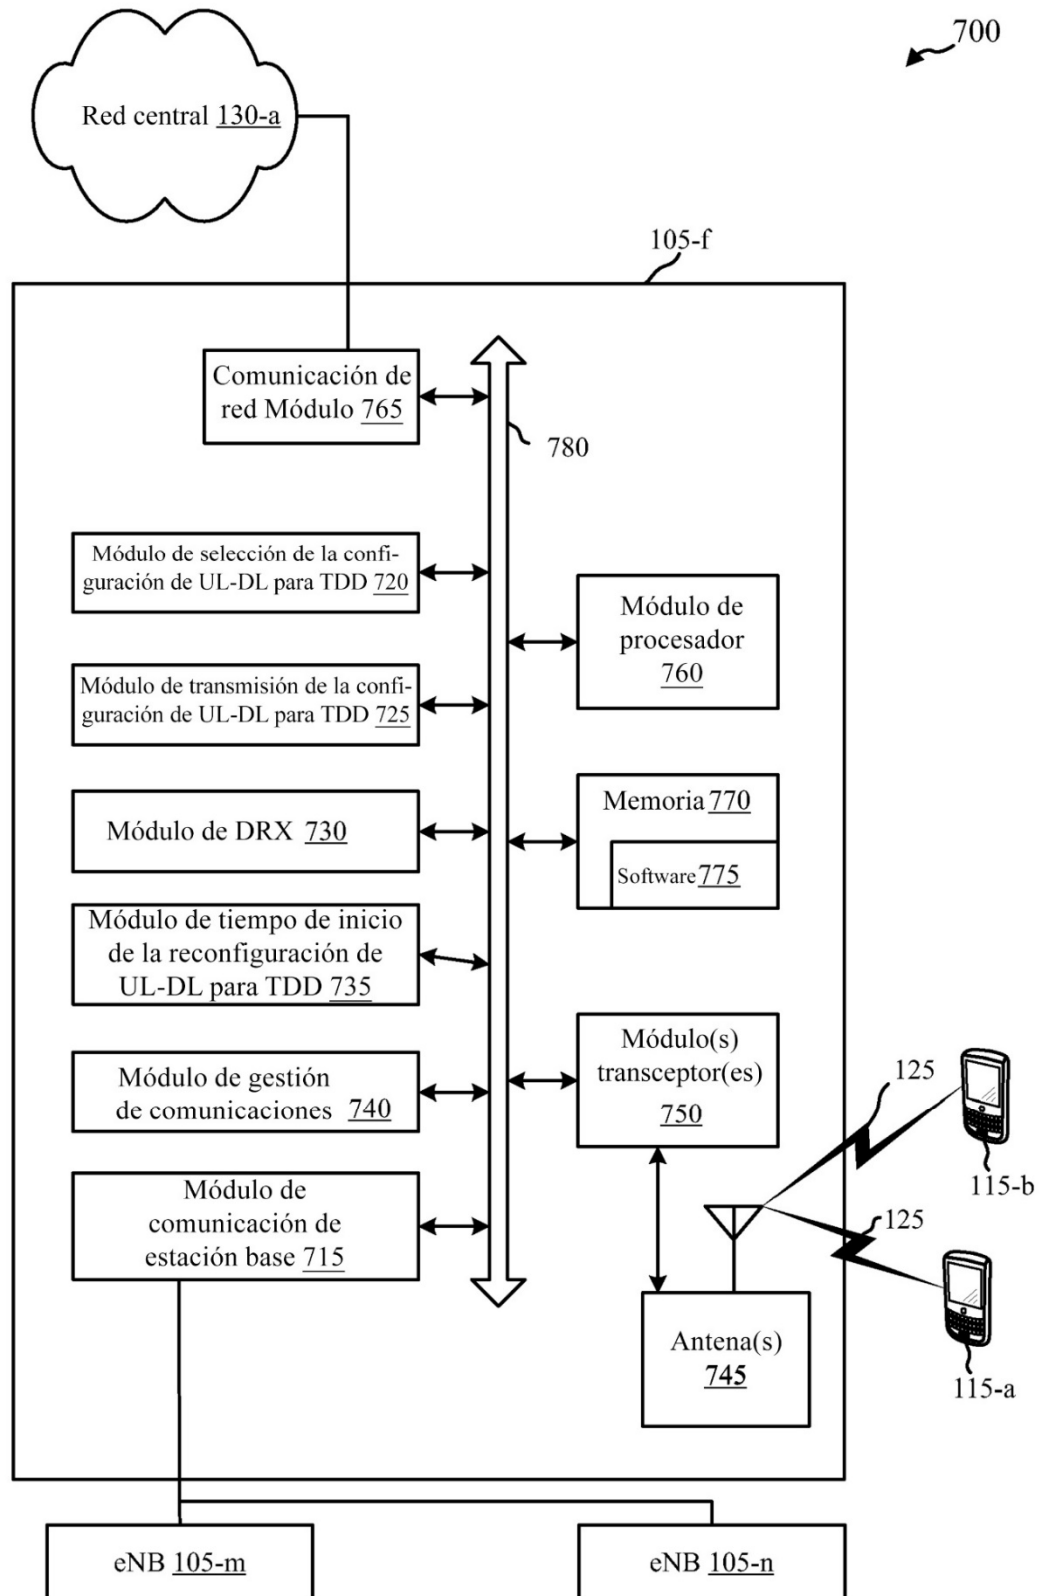 700
Red central 130-a
105-f
Comunicación de
red Módulo 765
780
Módulo de selección de la confi-
guración de UL-DL para TDD 720
Módulo de
procesador
760
Módulo de transmisión de la confi-
guración de UL-DL para TDD 725
Memoria 770
Software 775
Módulo de DRX 730
Módulo de tiempo de inicio
de la reconfiguración de
UL-DL para TDD 735
Módulo(s)
transceptor(es)
750
Módulo de gestión
de comunicaciones 740
125
115-b
Módulo de
comunicación de
estación base 715
125
Antena(s)
745
115-a
eNB 105-m
eNB 105-n